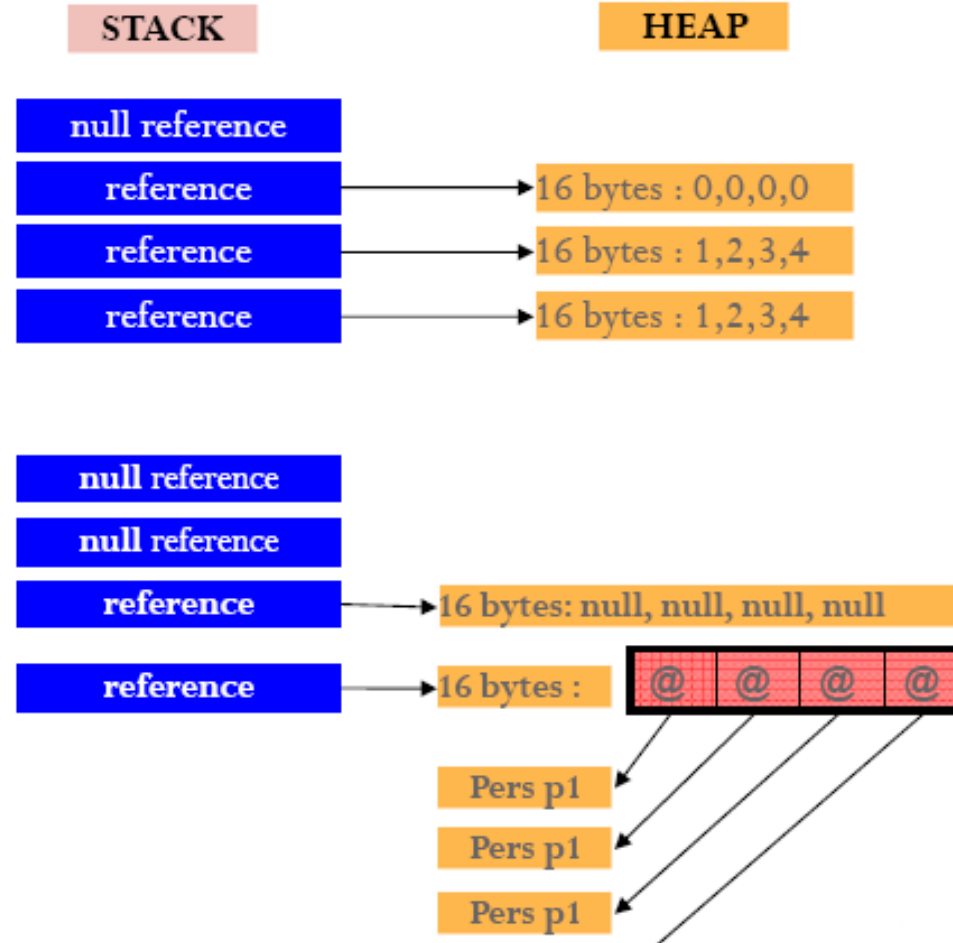 STACK HEAP
null reference
reference 16 bytes : 0,0,0,0
reference 16 bytes : 1,2,3,4
reference 16 bytes : 1,2,3,4
null reference
null reference
reference 16 bytes: null, null, null, null
reference 16 bytes : @ @ @ @
Pers p1
Pers p1
Pers p1